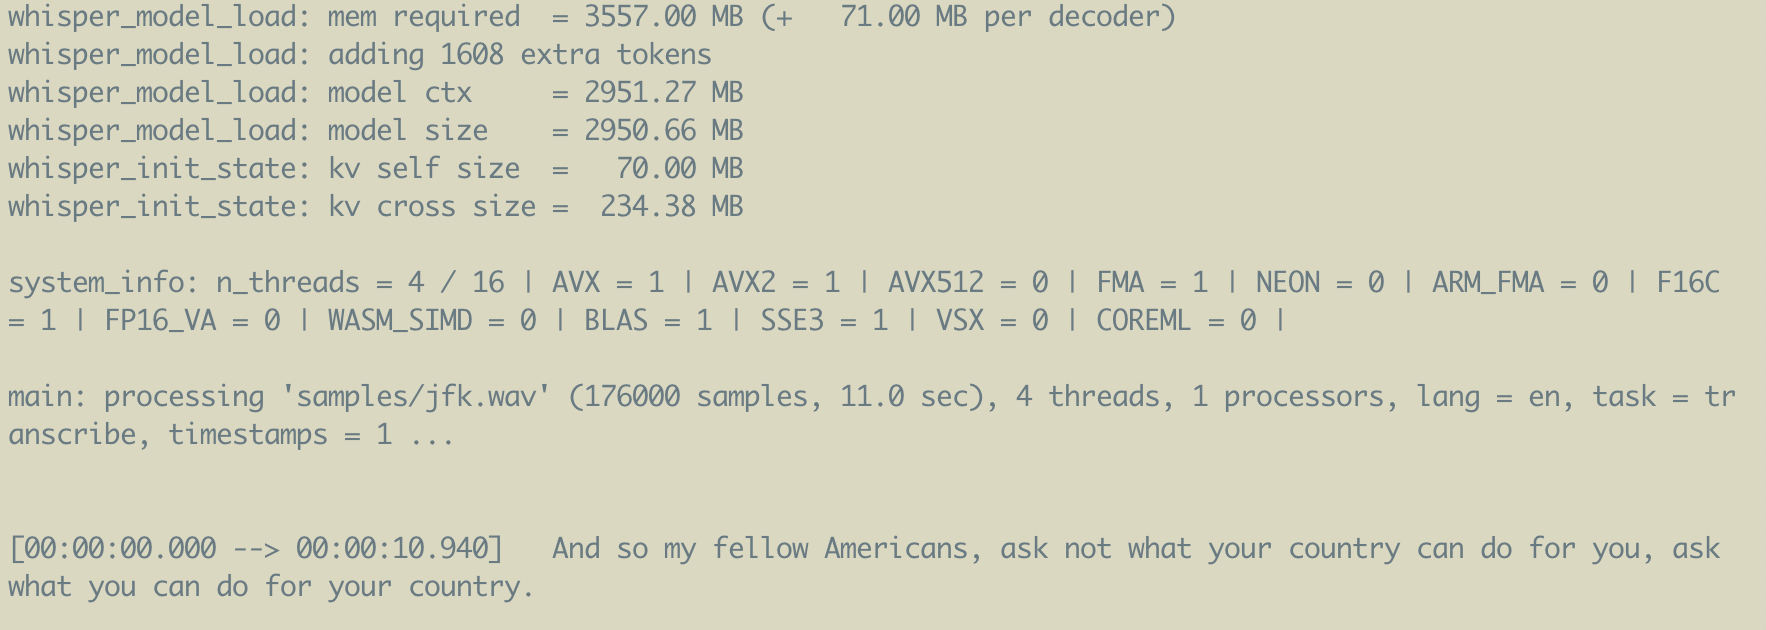 whisper_model_load: mem required  = 3557.00 MB (+   71.00 MB per decoder)
whisper_model_load: adding 1608 extra tokens
whisper_model_load: model ctx     = 2951.27 MB
whisper_model_load: model size    = 2950.66 MB
whisper_init_state: kv self size  =   70.00 MB
whisper_init_state: kv cross size =  234.38 MB
system_info: n_threads = 4 / 16 | AVX = 1 | AVX2 = 1 | AVX512 = 0 | FMA = 1 | NEON = 0 | ARM_FMA = 0 | F16C
= 1 | FP16_VA = 0 | WASM_SIMD = 0 | BLAS = 1 | SSE3 = 1 | VSX = 0 | COREML = 0 |
main: processing 'samples/jfk.wav' (176000 samples, 11.0 sec), 4 threads, 1 processors, lang = en, task = tr
anscribe, timestamps = 1 ...
[00:00:00.000 --> 00:00:10.940]   And so my fellow Americans, ask not what your country can do for you, ask
what you can do for your country.